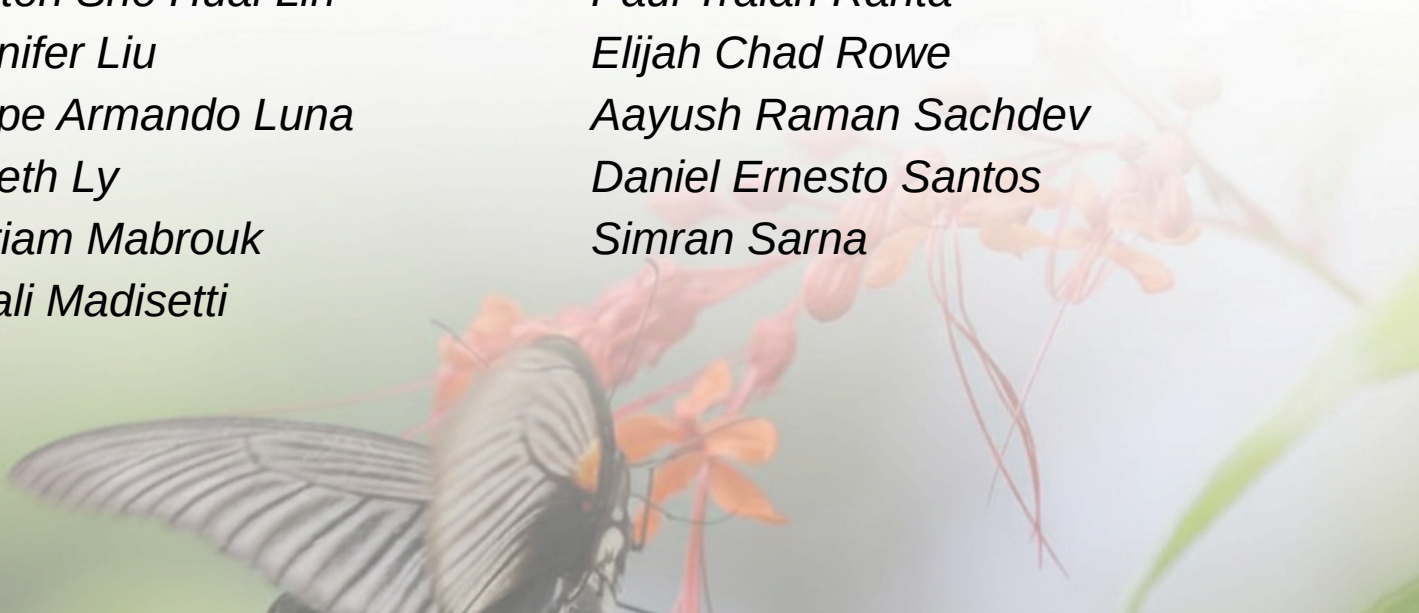 Elijah Chad Rowe
nifer Liu
Aayush Raman Sachdev
pe Armando Luna
Daniel Ernesto Santos
eth Ly
Simran Sarna
iam Mabrouk
ali Madisetti